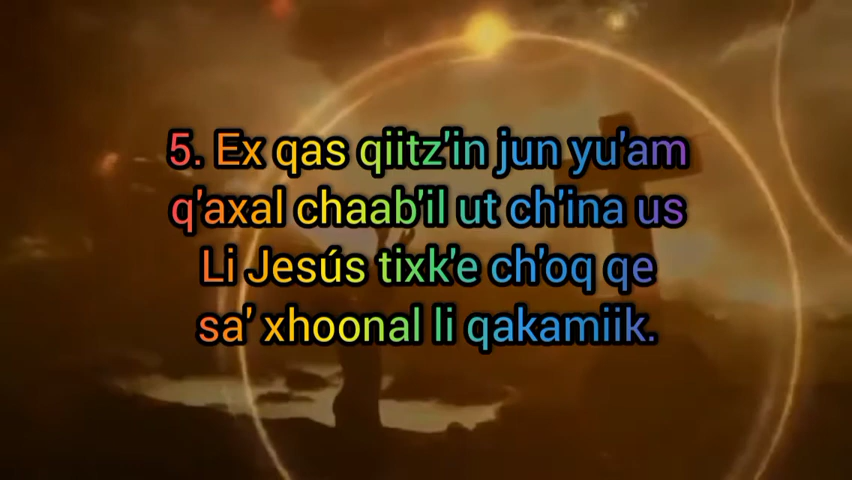 5. Ex qas qiitz'in jun yu'am
q'axal chaab'il ut ch'ina us
Li Jesús tixk'e ch'oq qe
sa' xhoonal li qakamiik.